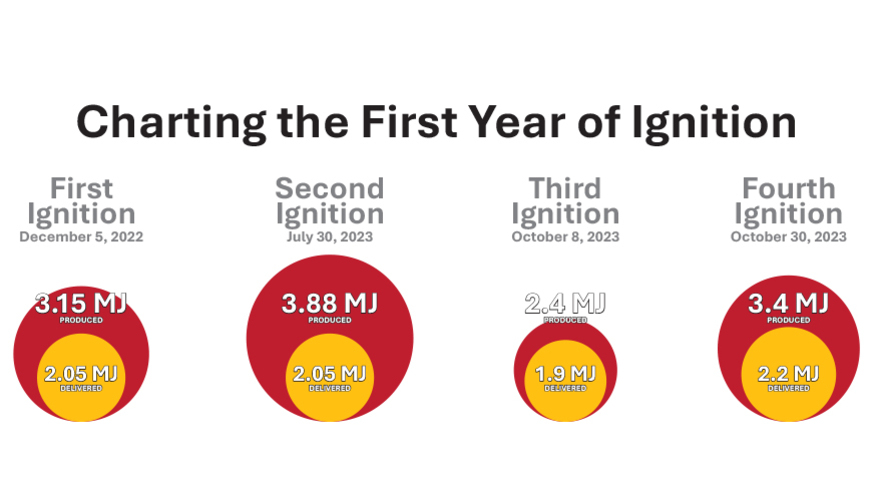 Charting the First Year of Ignition
First
Ignition
December 5, 2022
3.15 MJ
PRODUCED
2.05 MJ
DELIVERED
Second
Ignition
July 30, 2023
3.88 MJ
PRODUCED
2.05 MJ
DELIVERED
Third
Ignition
October 8, 2023
2.4 MJ
PRODUCED
1.9 MJ
DELIVERED
Fourth
Ignition
October 30, 2023
3.4 MJ
PRODUCED
2.2 MJ
DELIVERED